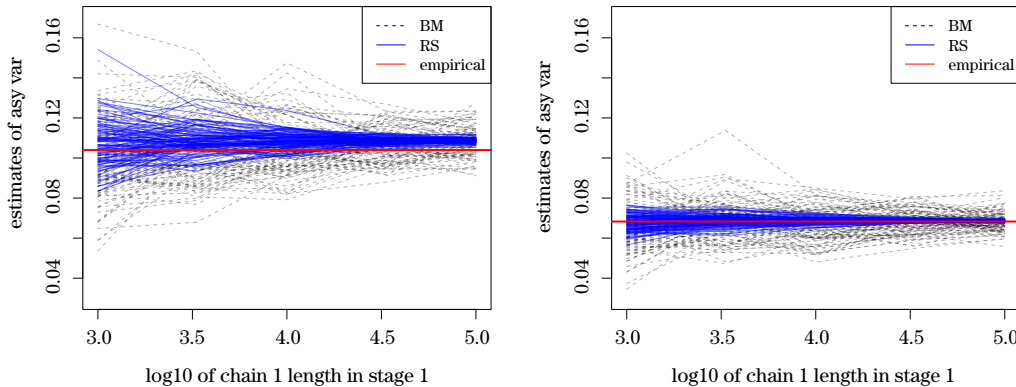 estimates of asy var
0.16
0.12
0.08
0.04
BM
RS
empirical
3.0 3.5 4.0 4.5 5.0
log10 of chain 1 length in stage 1
estimates of asy var
0.16
0.12
0.08
0.04
BM
RS
empirical
3.0 3.5 4.0 4.5 5.0
log10 of chain 1 length in stage 1